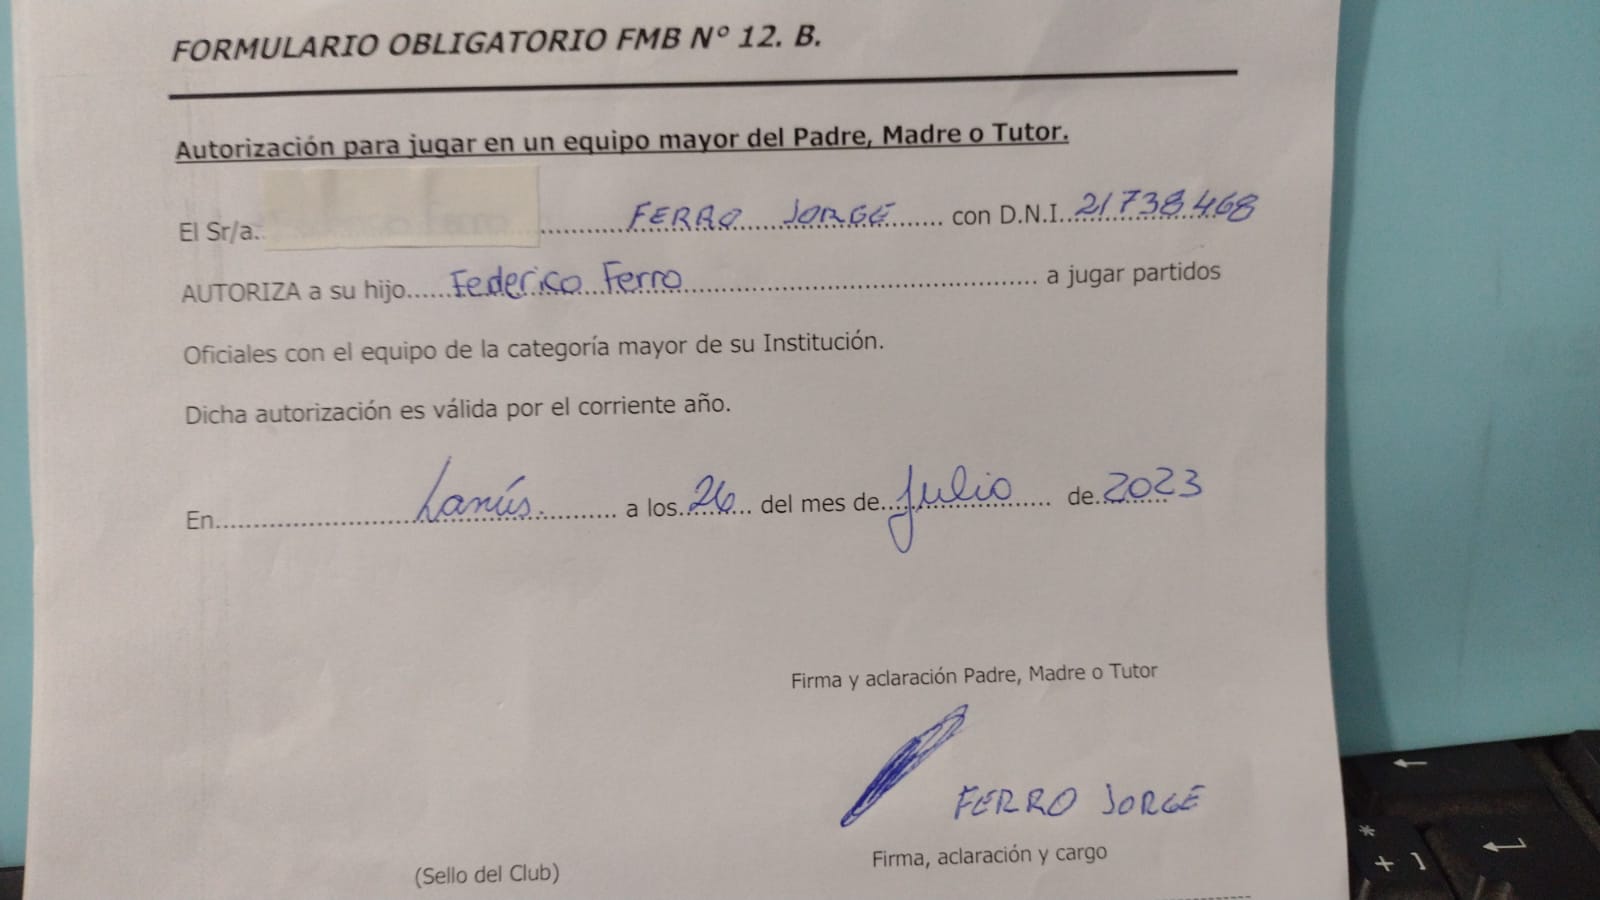 FORMULARIO OBLIGATORIO FMB N° 12. B.
Autorización para jugar en un equipo mayor del Padre, Madre o Tutor.
El Sr/a. FERRO JORGE con D.N.I. 21738468
AUTORIZA a su hijo Federico Ferro a jugar partidos
Oficiales con el equipo de la categoría mayor de su Institución.
Dicha autorización es válida por el corriente año.
En Lanús. a los 26 del mes de Julio de 2023
Firma y aclaración Padre, Madre o Tutor
FERRO JORGE
Firma, aclaración y cargo
(Sello del Club)